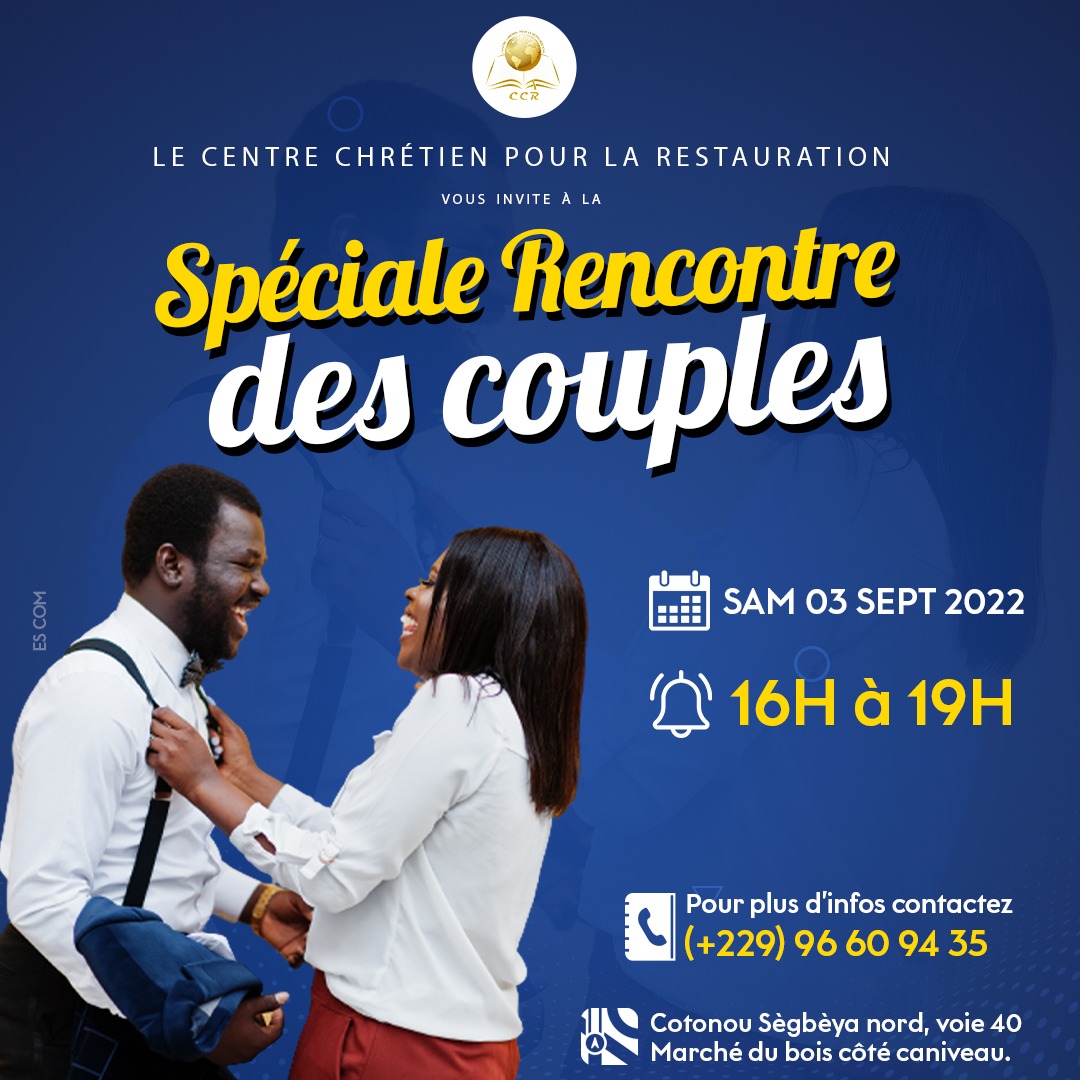 CCR
LE CENTRE CHRÉTIEN POUR LA RESTAURATION
VOUS INVITE À LA
Spéciale Rencontre
des couples
ES COM
SAM 03 SEPT 2022
16H à 19H
Pour plus d'infos contactez
(+229) 96 60 94 35
Cotonou Sègbèya nord, voie 40
Marché du bois côté caniveau.